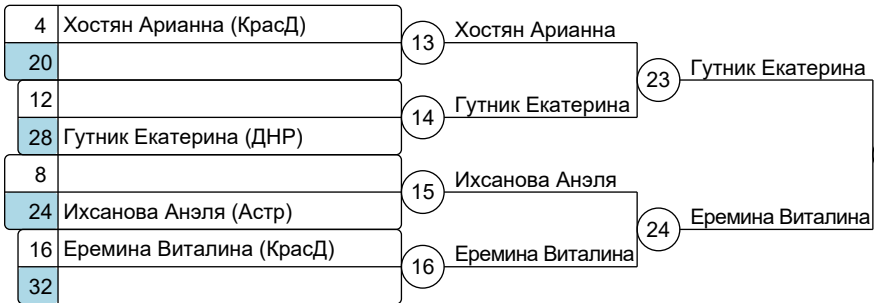 4 Хостян Арианна (КрасД)
20
12
28 Гутник Екатерина (ДНР)
8
24 Ихсанова Анэля (Астр)
16 Еремина Виталина (КрасД)
32
13 Хостян Арианна
14 Гутник Екатерина
15 Ихсанова Анэля
16 Еремина Виталина
23 Гутник Екатерина
24 Еремина Виталина